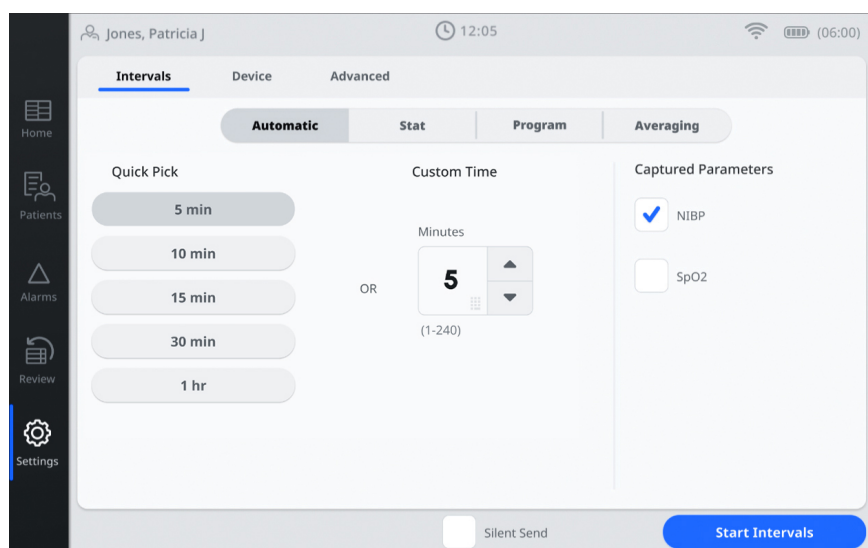 Jones, Patricia J
12:05
(06:00)
Intervals Device Advanced
Automatic Stat Program Averaging
Home
Patients
Alarms
Review
Settings
Quick Pick
5 min
10 min
15 min
30 min
1 hr
OR
Custom Time
Minutes
5
(1-240)
Captured Parameters
NIBP
SpO2
Silent Send
Start Intervals